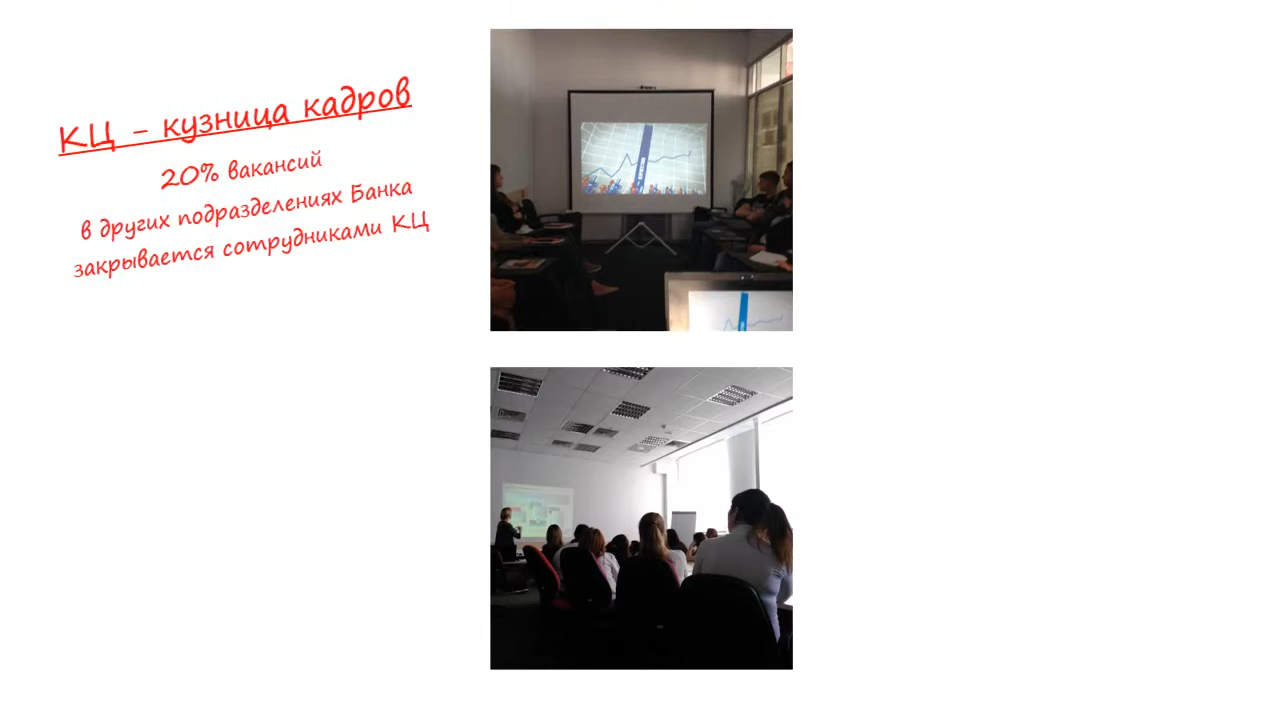 КЦ – кузница кадров
20% вакансий
в других подразделениях Банка
закрывается сотрудниками КЦ